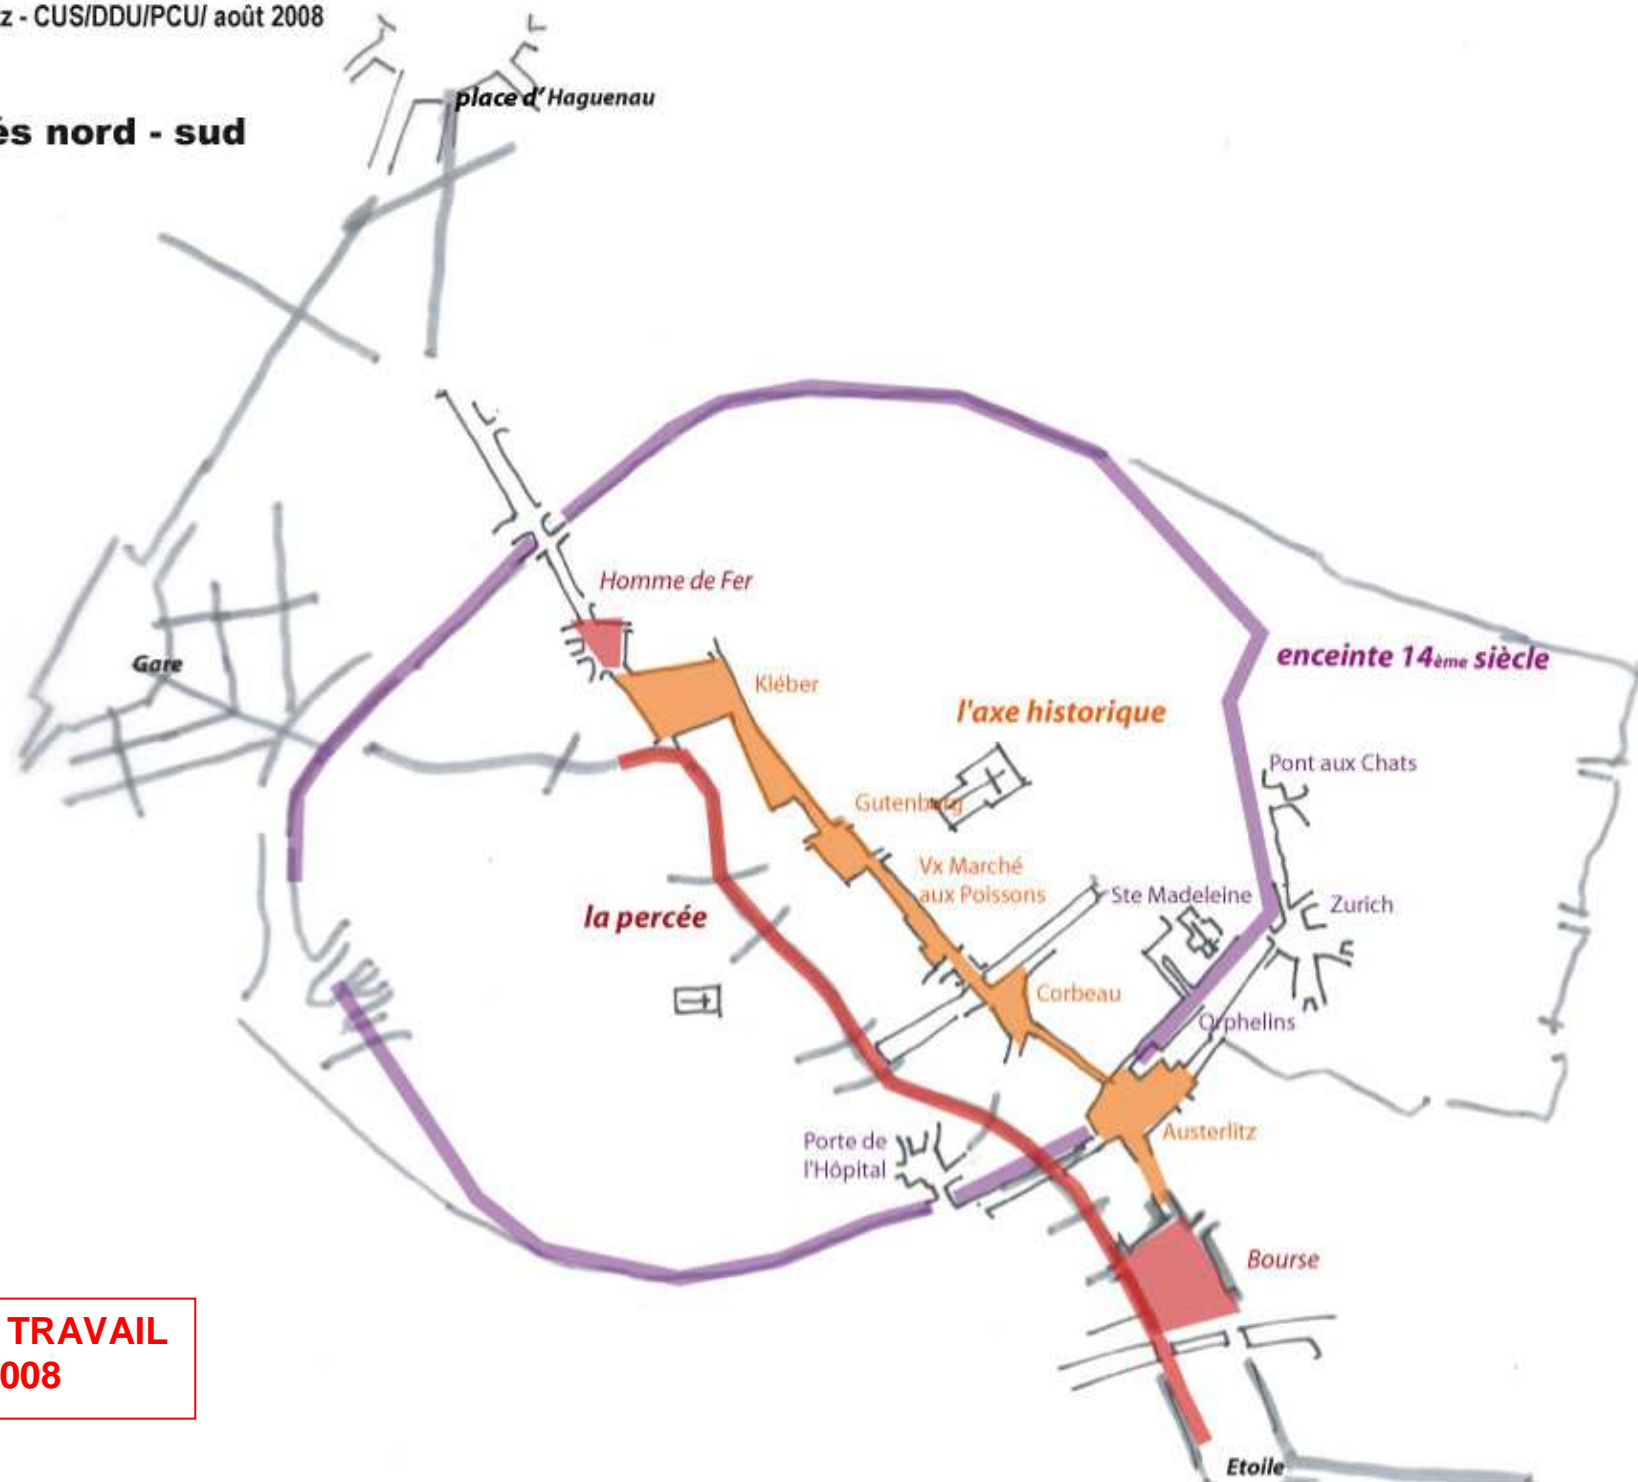 z - CUS/DDU/PCU/ août 2008
place d'Haguenau
és nord - sud
Homme de Fer
enceinte 14ème siècle
Gare
Kléber
l'axe historique
Pont aux Chats
Gutenberg
Vx Marché
aux Poissons
Ste Madeleine
Zurich
la percée
Corbeau
Orphelins
Porte de
l'Hôpital
Austerlitz
Bourse
TRAVAIL
008
Etoile